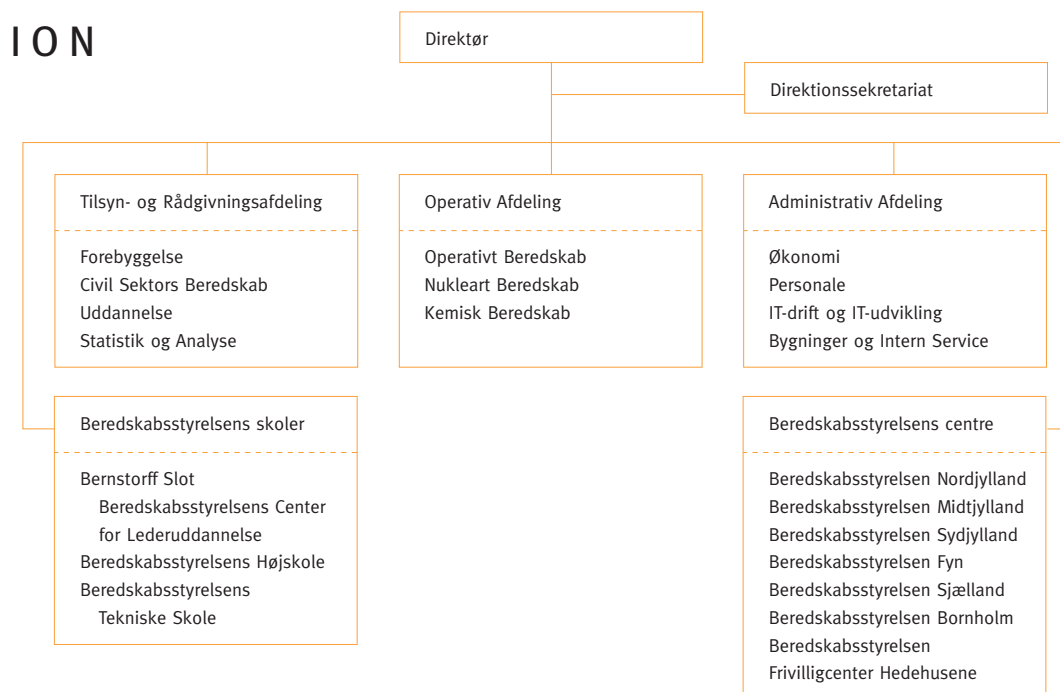 ION
Direktør
Direktionssekretariat
Tilsyn- og Rådgivningsafdeling
Forebyggelse
Civil Sektors Beredskab
Uddannelse
Statistik og Analyse
Operativ Afdeling
Operativt Beredskab
Nukleart Beredskab
Kemisk Beredskab
Administrativ Afdeling
Økonomi
Personale
IT-drift og IT-udvikling
Bygninger og Intern Service
Beredskabsstyrelsens skoler
Bernstorff Slot
Beredskabsstyrelsens Center
for Lederuddannelse
Beredskabsstyrelsens Højskole
Beredskabsstyrelsens
Tekniske Skole
Beredskabsstyrelsens centre
Beredskabsstyrelsen Nordjylland
Beredskabsstyrelsen Midtjylland
Beredskabsstyrelsen Sydjylland
Beredskabsstyrelsen Fyn
Beredskabsstyrelsen Sjælland
Beredskabsstyrelsen Bornholm
Beredskabsstyrelsen
Frivilligcenter Hedehusene